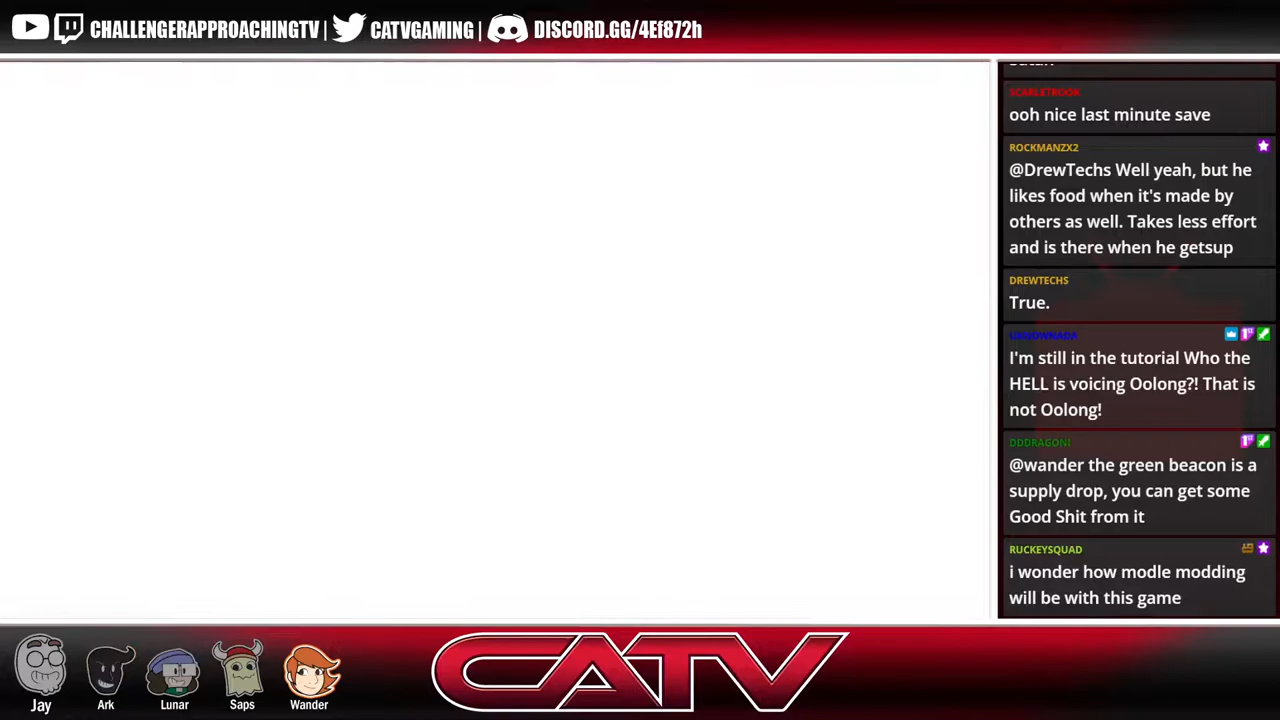 CHALLENGERAPPROACHINGTV | CATVGAMING | DISCORD.GG/4Ef872h
SCARLETROOK
ooh nice last minute save
ROCKMANZX2
@DrewTechs Well yeah, but he
likes food when it's made by
others as well. Takes less effort
and is there when he getsup
DREWTECHS
True.
I'm still in the tutorial Who the
HELL is voicing Oolong?! That is
not Oolong!
DDDRAGONI
@wander the green beacon is a
supply drop, you can get some
Good Shit from it
RUCKEYSQUAD
i wonder how modle modding
will be with this game
CATV
Jay Ark Lunar Saps Wander